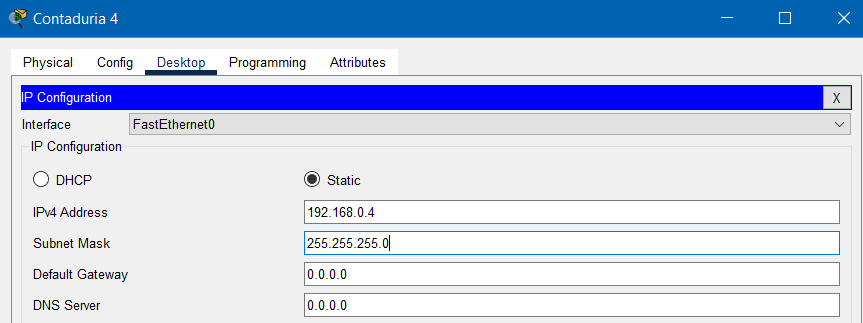 Contaduria 4
Physical Config Desktop Programming Attributes
IP Configuration X
Interface FastEthernet0
IP Configuration
DHCP Static
IPv4 Address 192.168.0.4
Subnet Mask 255.255.255.0
Default Gateway 0.0.0.0
DNS Server 0.0.0.0